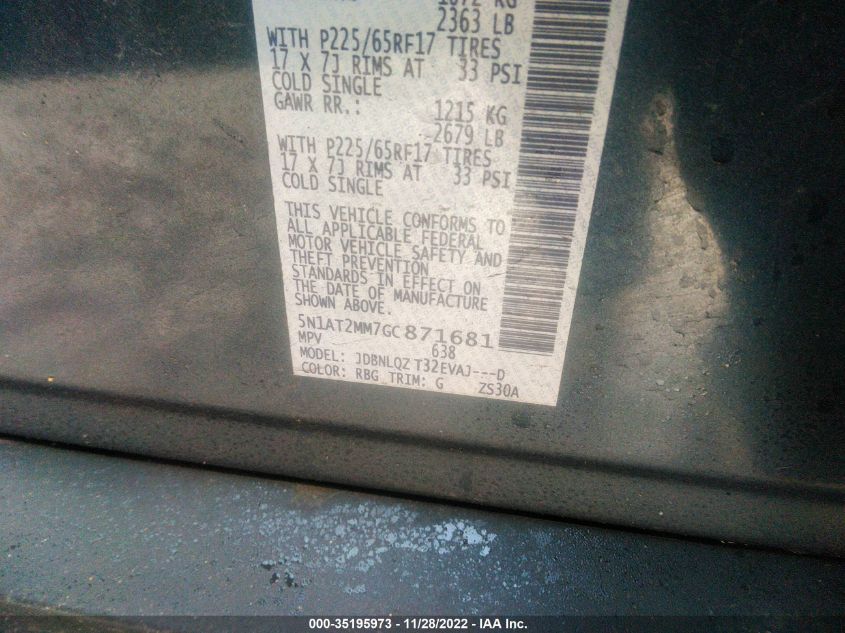 2363 LB
WITH P225/65RF17 TIRES
17 X 7J RIMS AT 33 PSI
COLD SINGLE
GAWR RR.: 1215 KG
2679 LB
WITH P225/65RF17 TIRES
17 X 7J RIMS AT 33 PSI
COLD SINGLE
THIS VEHICLE CONFORMS TO
ALL APPLICABLE FEDERAL
MOTOR VEHICLE SAFETY AND
THEFT PREVENTION
STANDARDS IN EFFECT ON
THE DATE OF MANUFACTURE
SHOWN ABOVE.
5N1AT2MM7GC871681
MPV 638
MODEL: JDBNLQZ T32EVAJ---D
COLOR: RBG TRIM: G ZS30A
000-35195973 - 11/28/2022 - IAA Inc.